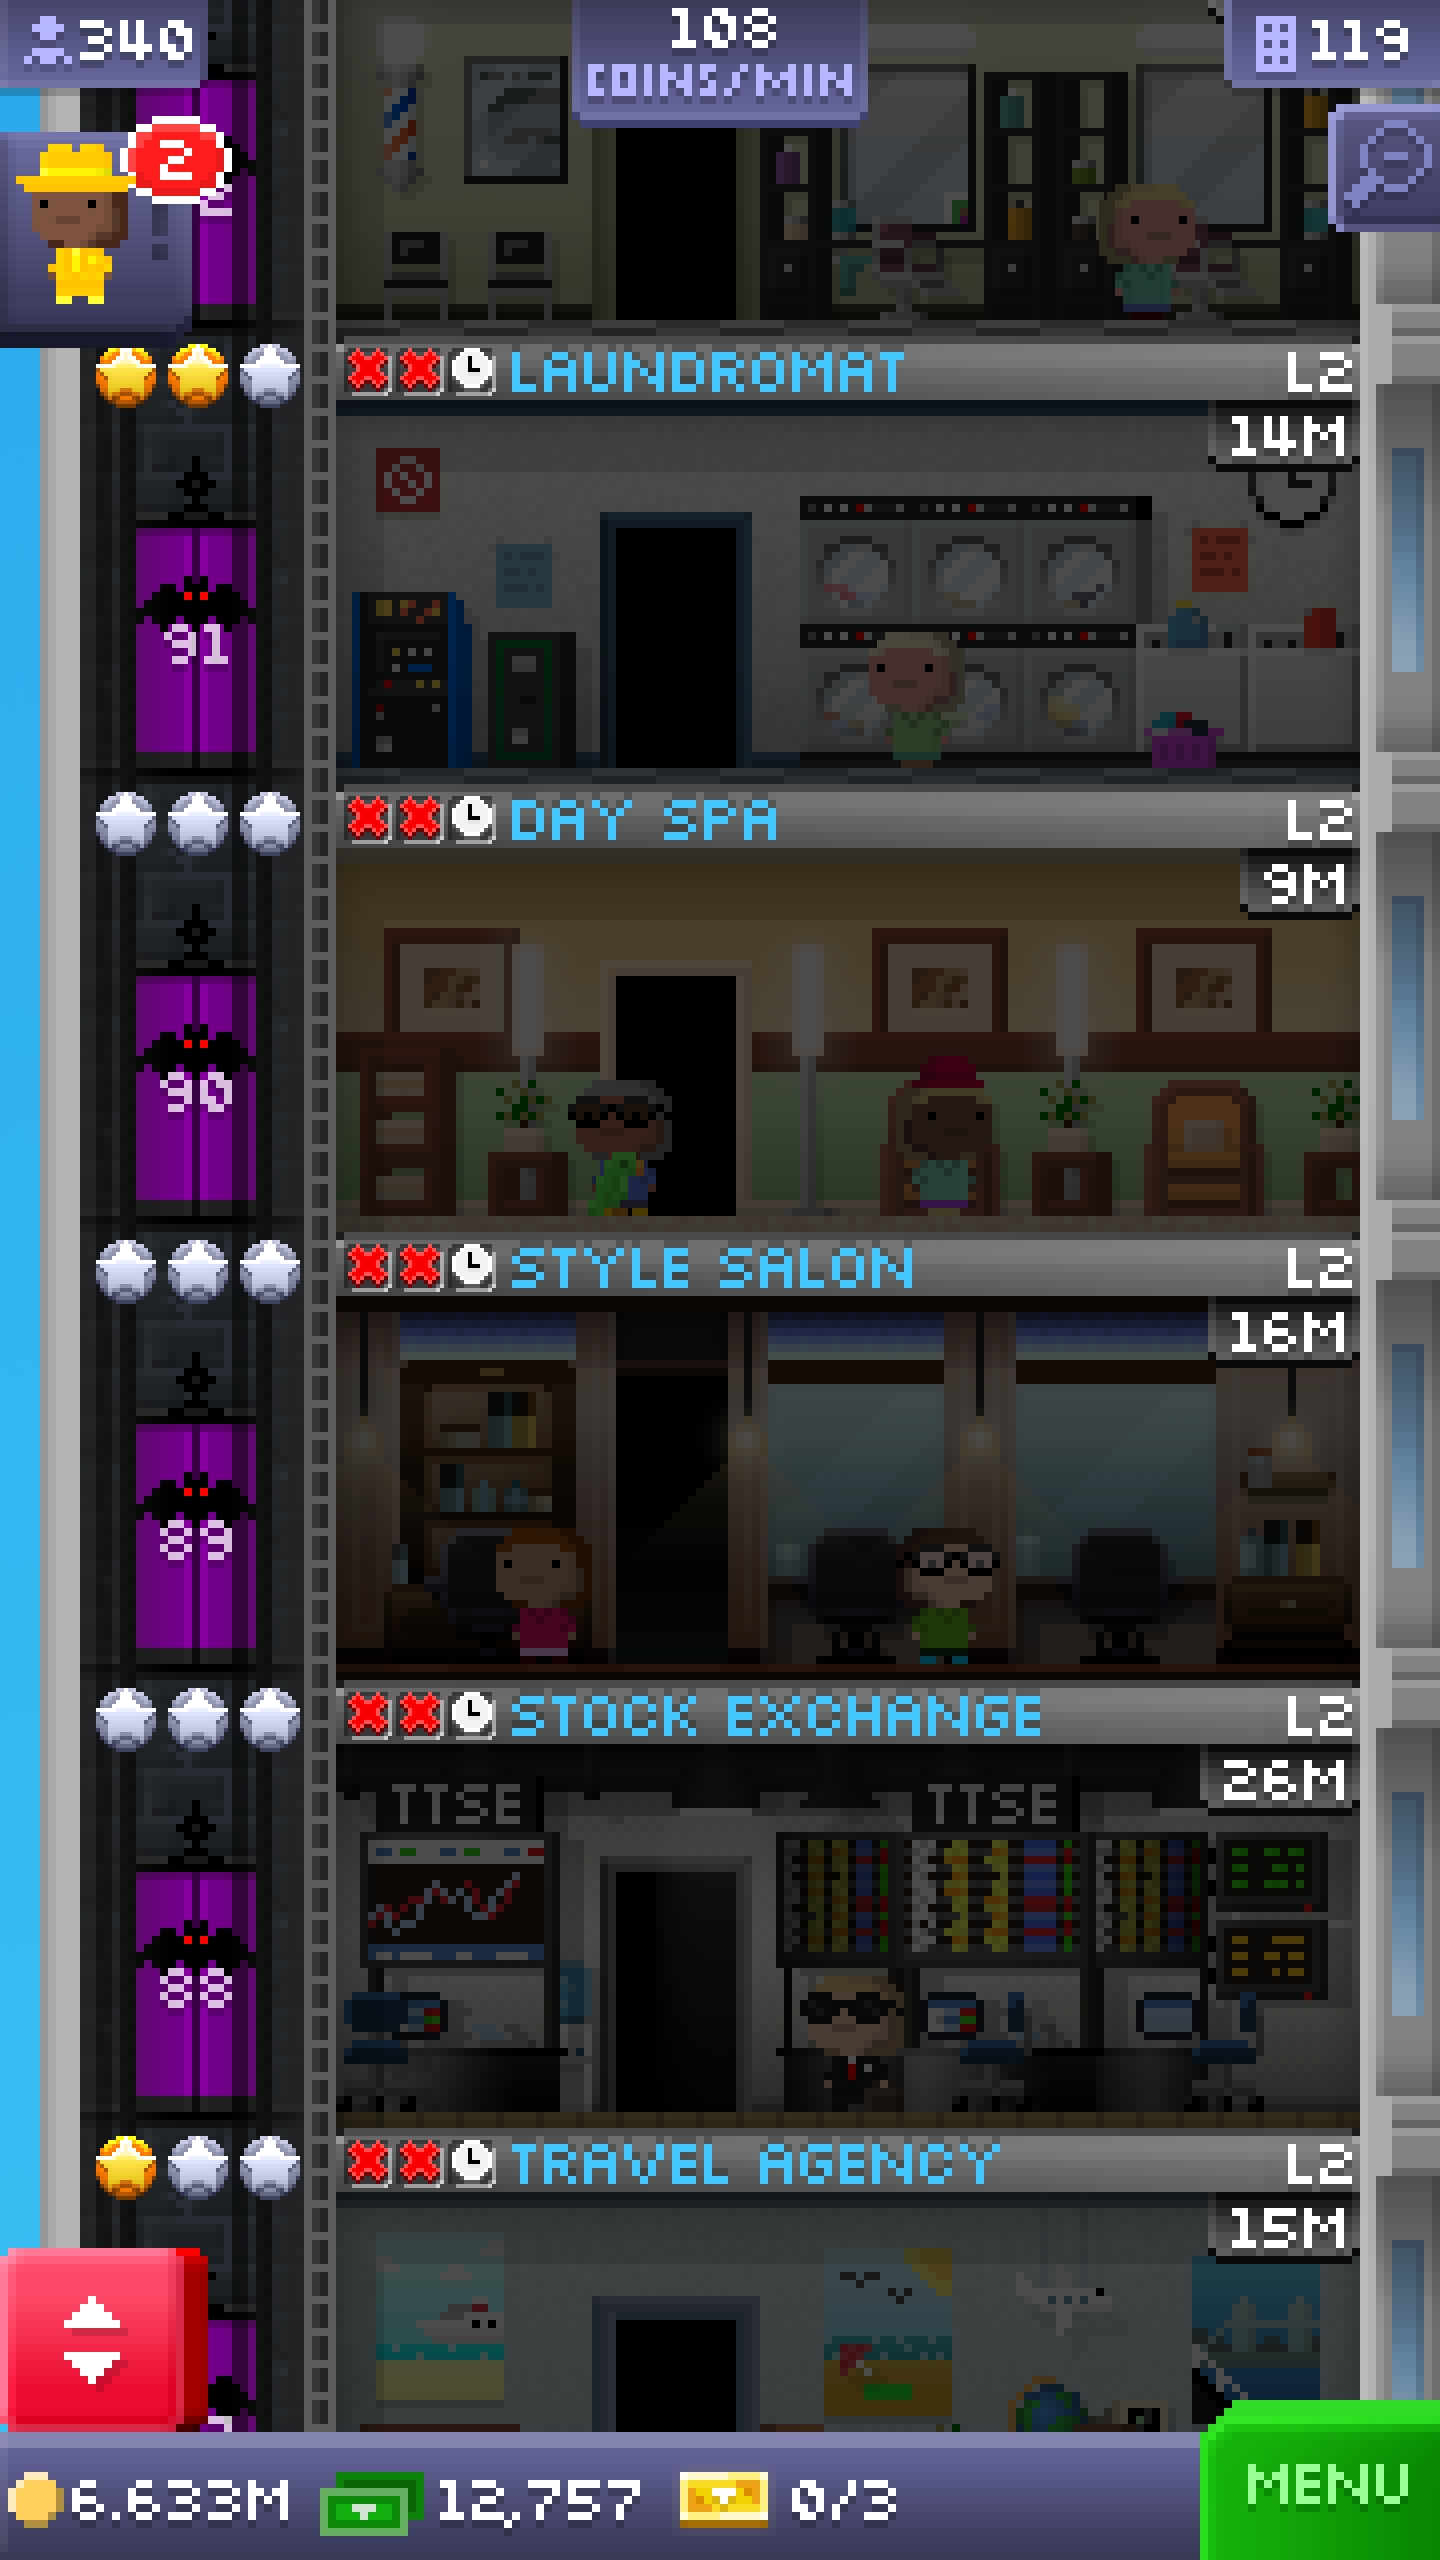 340
108
COINS/MIN
119
2
LAUNDROMAT L2
14M
91
DAY SPA L2
9M
90
STYLE SALON L2
16M
89
STOCK EXCHANGE L2
26M
TTSE TTSE
88
TRAVEL AGENCY L2
15M
6.633M 12,757 0/3
MENU